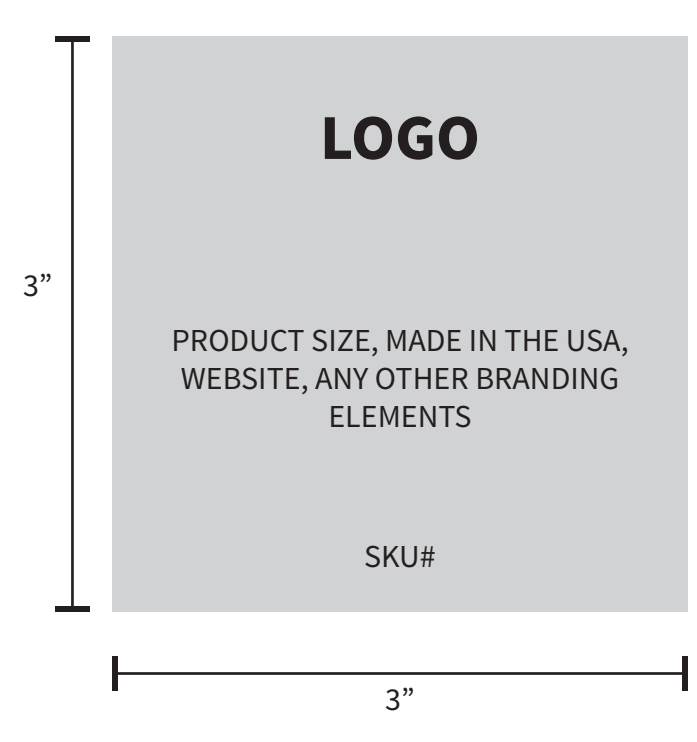 LOGO
3”
PRODUCT SIZE, MADE IN THE USA,
WEBSITE, ANY OTHER BRANDING
ELEMENTS
SKU#
3”